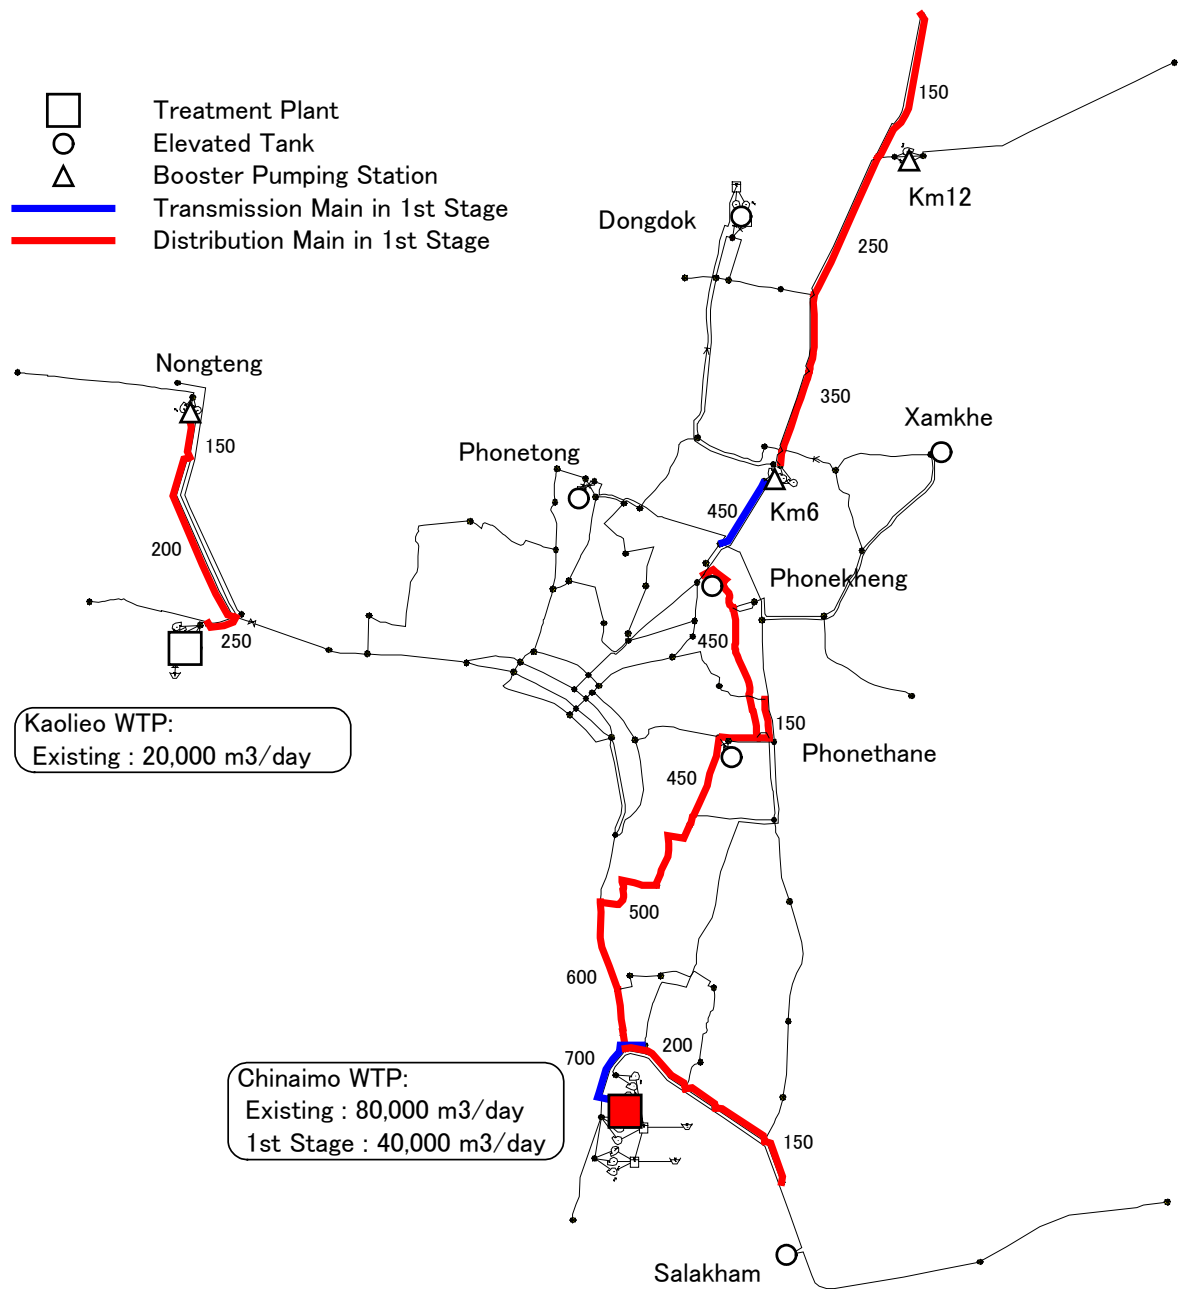 150
Treatment Plant
Elevated Tank
Booster Pumping Station
Km12
Transmission Main in 1st Stage
Dongdok
Distribution Main in 1st Stage
250
Nongteng
350
Xamkhe
150
Phonetong
450
Km6
200
Phonekheng
250
450
150
Kaolieo WTP:
Existing : 20,000 m3/day
Phonethane
450
500
600
700
200
Chinaimo WTP:
Existing : 80,000 m3/day
1st Stage : 40,000 m3/day
150
Salakham